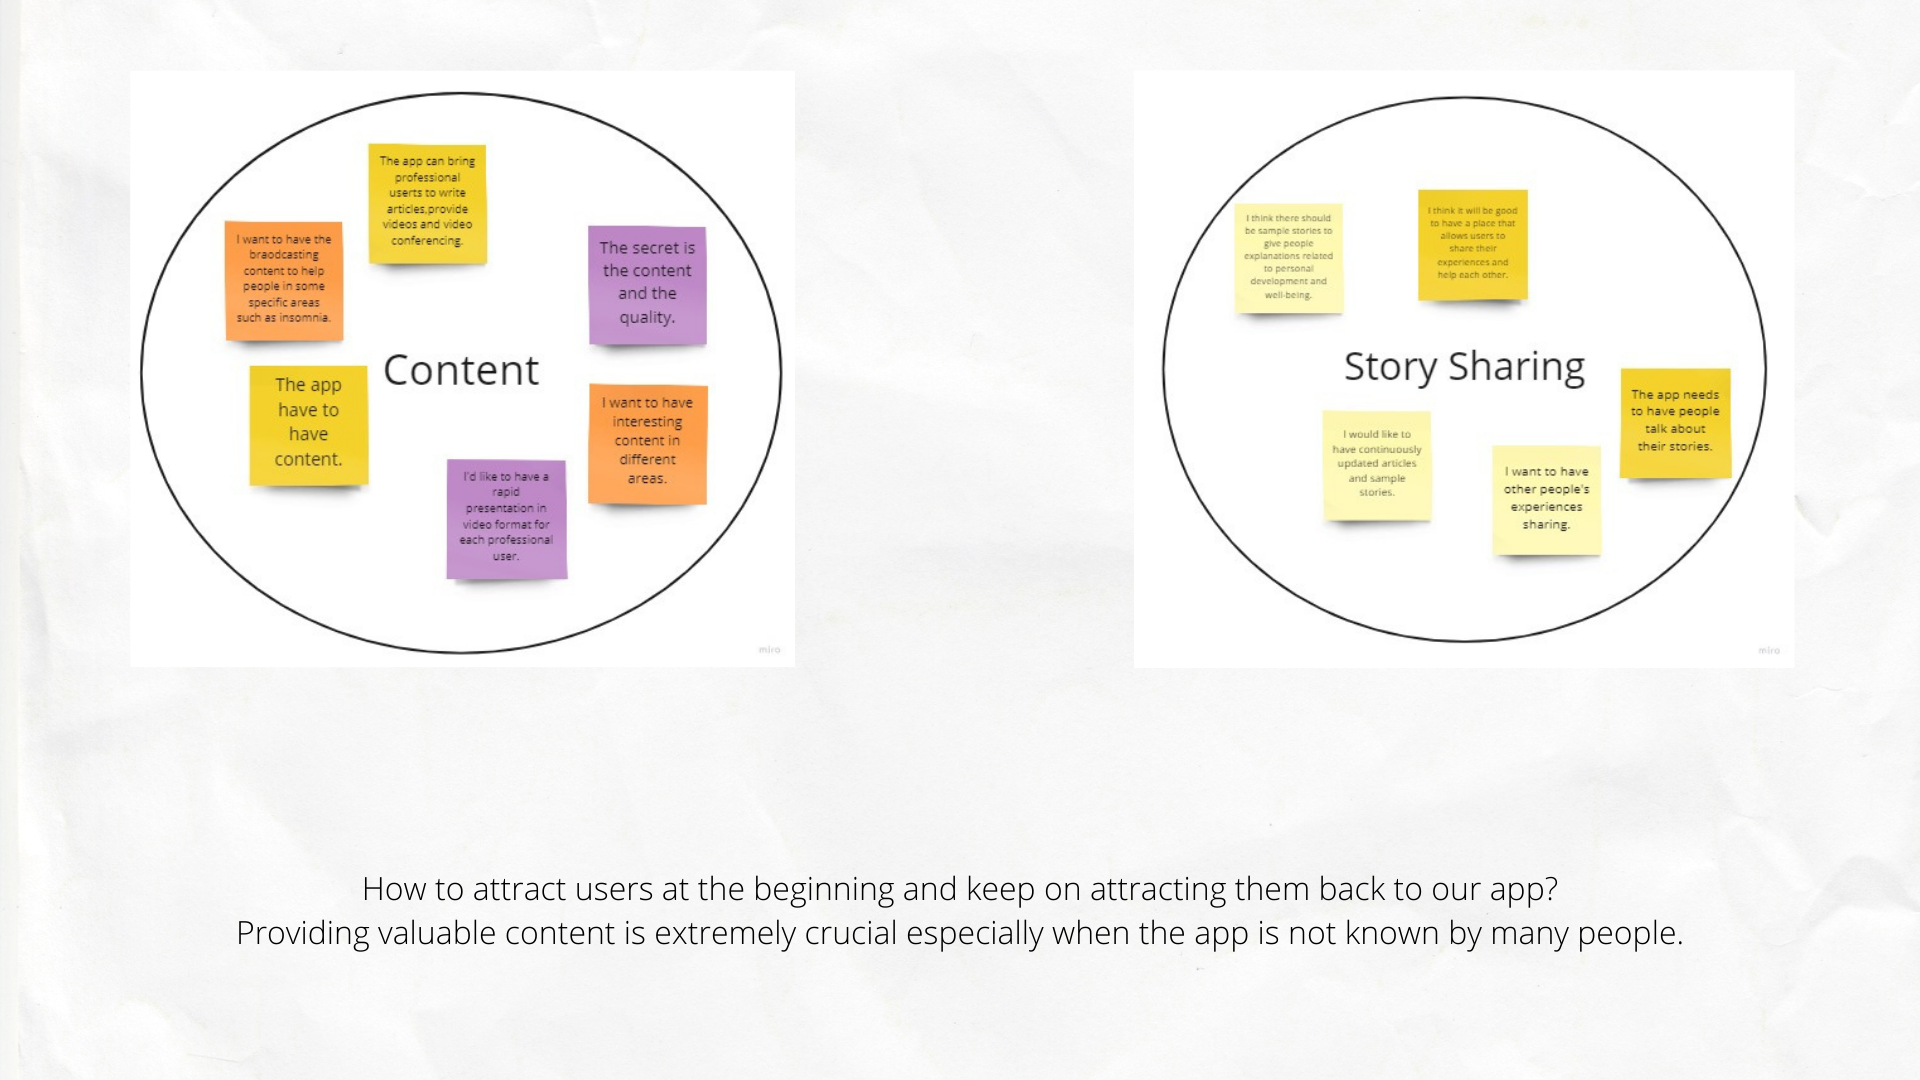 The app can bring
professional
userts to write
articles,provide
videos and video
conferencing.
I want to have the
braodcasting
content to help
people in some
specific areas
such as insomnia.
The secret is
the content
and the
quality.
Content
The app
have to
have
content.
I want to have
interesting
content in
different
areas.
I'd like to have a
rapid
presentation in
video format for
each professional
user.
miro
I think there should
be sample stories to
give people
explanations related
to personal
development and
well-being.
I think it will be good
to have a place that
allows users to
share their
experiences and
help each other.
Story Sharing
The app needs
to have people
talk about
their stories.
I would like to
have continuously
updated articles
and sample
stories.
I want to have
other people's
experiences
sharing.
miro
How to attract users at the beginning and keep on attracting them back to our app?
Providing valuable content is extremely crucial especially when the app is not known by many people.